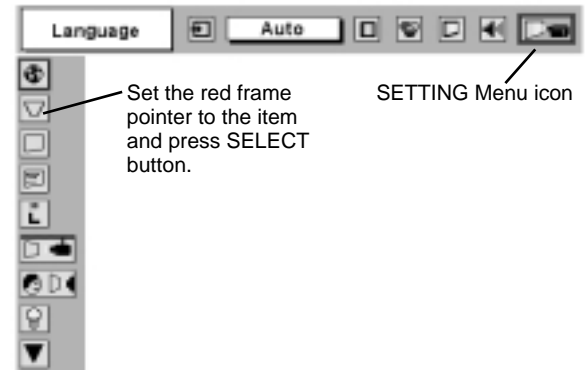 Language
Auto
Set the red frame
pointer to the item
and press SELECT
button.
SETTING Menu icon